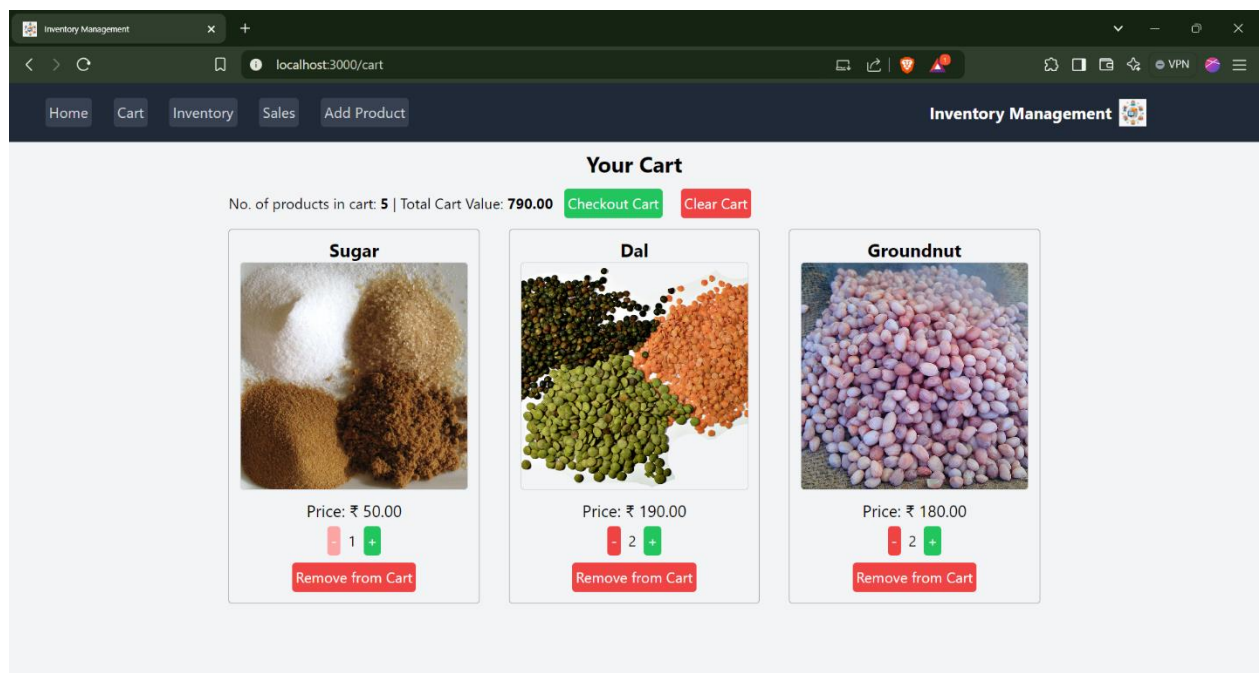 Inventory Management
localhost:3000/cart
1
VPN
Home Cart Inventory Sales Add Product
Inventory Management
Your Cart
No. of products in cart: 5 | Total Cart Value: 790.00 Checkout Cart Clear Cart
Sugar
Price: ₹ 50.00
- 1 +
Remove from Cart
Dal
Price: ₹ 190.00
- 2 +
Remove from Cart
Groundnut
Price: ₹ 180.00
- 2 +
Remove from Cart